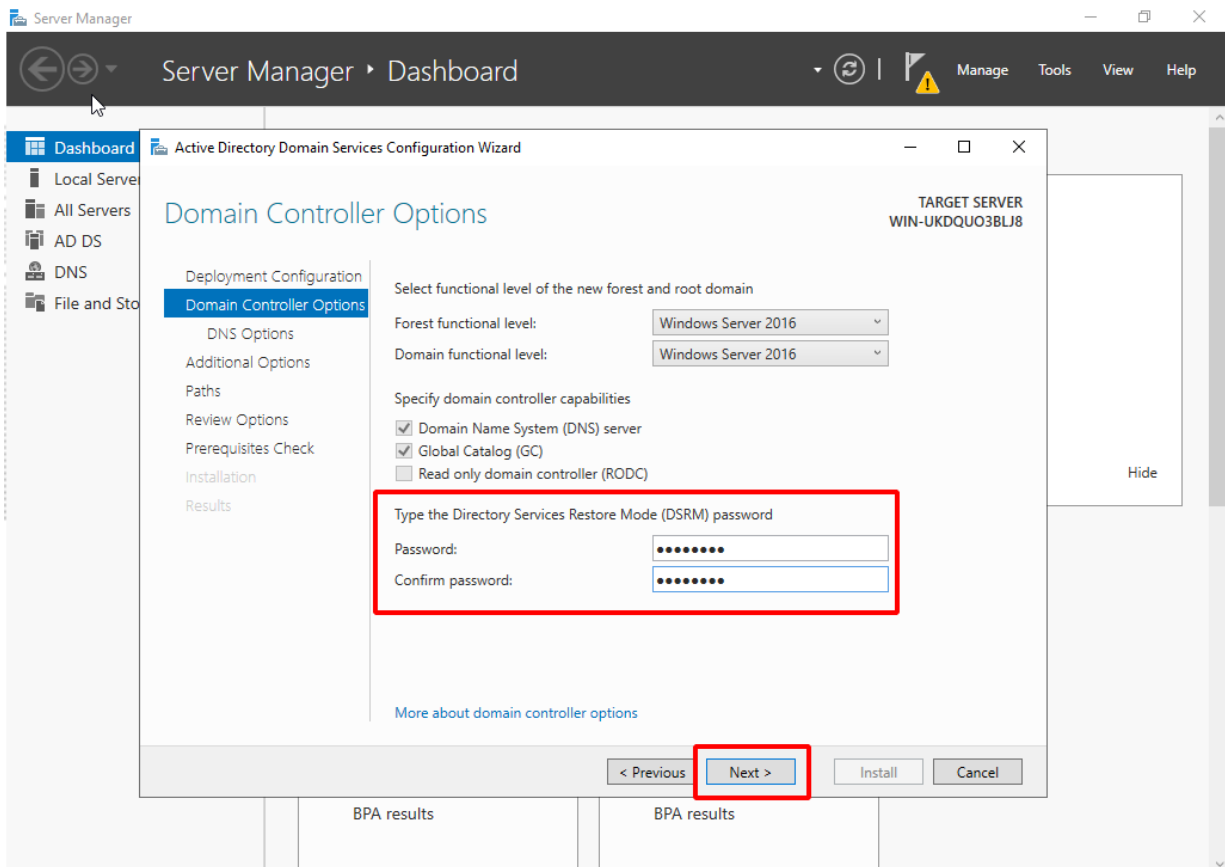 Server Manager
Server Manager ‣ Dashboard
Manage Tools View Help
Dashboard
Local Server
All Servers
AD DS
DNS
File and Sto
Active Directory Domain Services Configuration Wizard
Domain Controller Options
TARGET SERVER
WIN-UKDQUO3BLJ8
Deployment Configuration
Domain Controller Options
DNS Options
Additional Options
Paths
Review Options
Prerequisites Check
Installation
Results
Select functional level of the new forest and root domain
Forest functional level: Windows Server 2016
Domain functional level: Windows Server 2016
Specify domain controller capabilities
Domain Name System (DNS) server
Global Catalog (GC)
Read only domain controller (RODC)
Type the Directory Services Restore Mode (DSRM) password
Password: ••••••••
Confirm password: ••••••••
More about domain controller options
< Previous Next > Install Cancel
Hide
BPA results BPA results